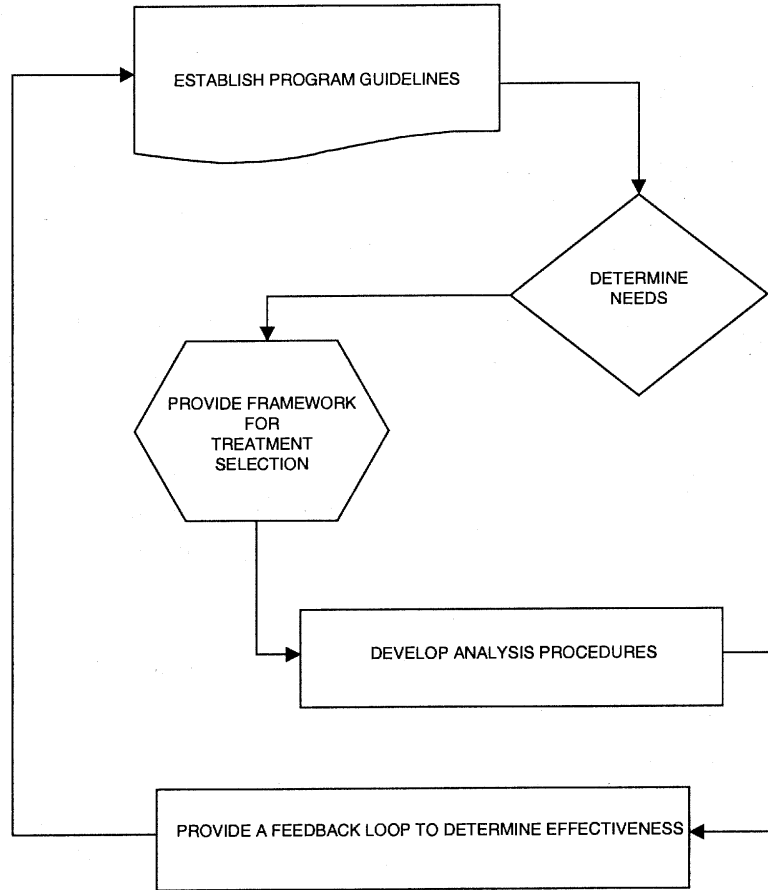 ESTABLISH PROGRAM GUIDELINES
DETERMINE
NEEDS
PROVIDE FRAMEWORK
FOR
TREATMENT
SELECTION
DEVELOP ANALYSIS PROCEDURES
PROVIDE A FEEDBACK LOOP TO DETERMINE EFFECTIVENESS